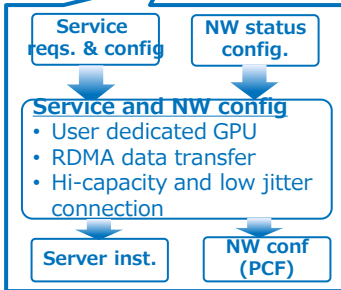 Service
reqs. & config
NW status
config.
Service and NW config
• User dedicated GPU
• RDMA data transfer
• Hi-capacity and low jitter
connection
Server inst.
NW conf
(PCF)